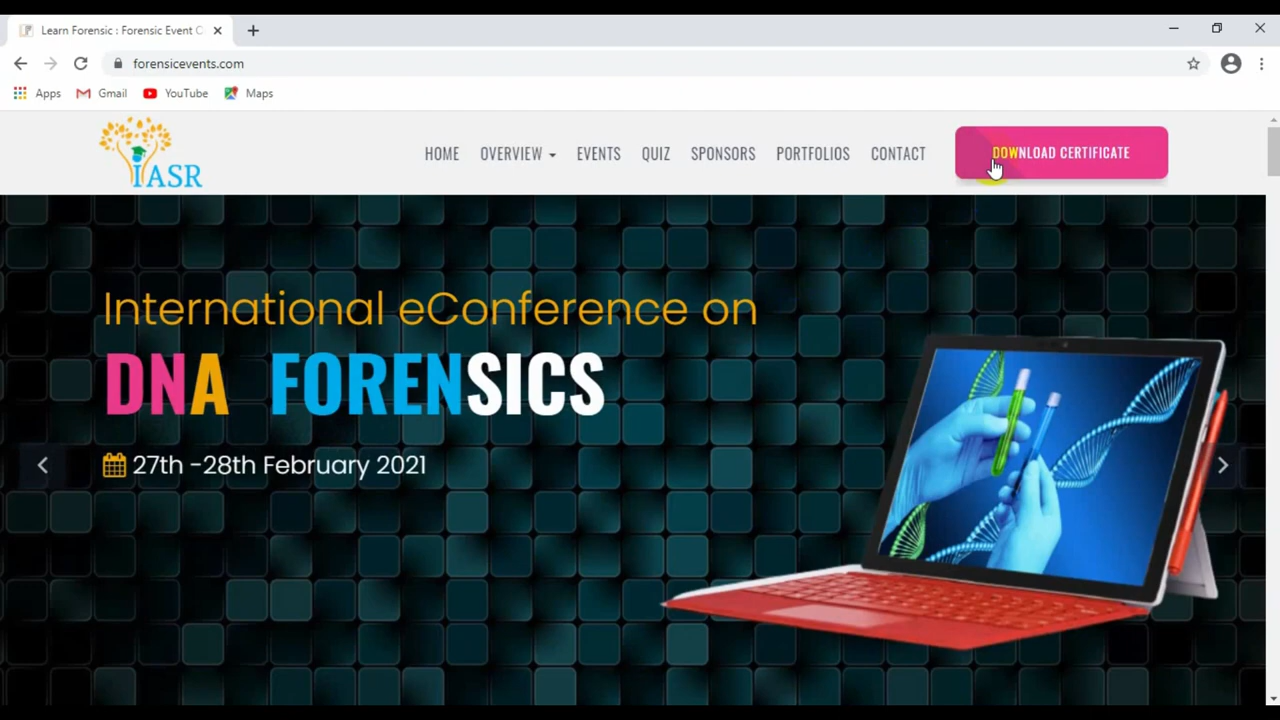 Learn Forensic : Forensic Event
forensicevents.com
Apps Gmail YouTube Maps
IASR
HOME OVERVIEW EVENTS QUIZ SPONSORS PORTFOLIOS CONTACT DOWNLOAD CERTIFICATE
International eConference on
DNA FORENSICS
27th -28th February 2021